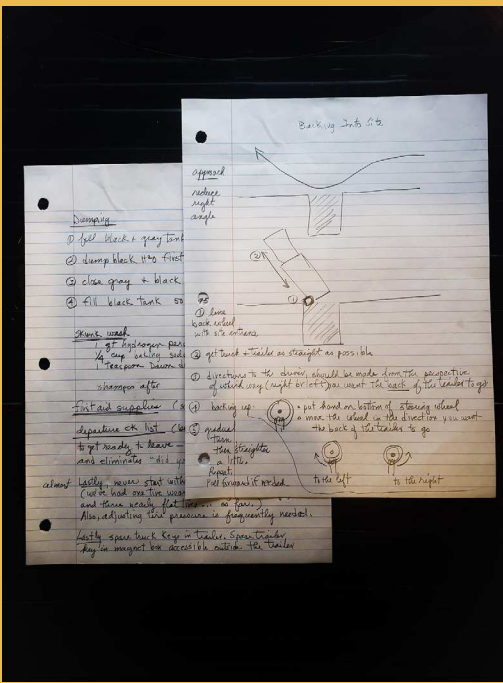 Backing Into Site
approach
reduce
right
angle
②
①
① line
back wheel
with site entrance
② get truck + trailer as straight as possible
③ directions to the driver, should be made from the perspective
of which way (right or left) you want the back of the trailer to go
④ backing up:
• put hand on bottom of steering wheel
• move the wheel in the direction you want
the back of the trailer to go
⑤ gradual
turn
then straighten
a little.
Repeat.
Pull forward if needed
to the left
to the right
Dumping
① full black + gray tank
② dump black H2O first
③ close gray + black
④ fill black tank 50
75
Skunk wash
1 qt hydrogen pero
¼ cup baking soda
1 teaspoon Dawn
shampoo after
first aid supplies
departure ck list
to get ready to leave
and eliminates "did y
Lastly, never start with
(we've had one tire wear
and three nearly flat tires so far.)
Also, adjusting tire pressure is frequently needed.
Lastly spare truck keys in trailer. Spare trailer
key in magnet box accessible outside the trailer